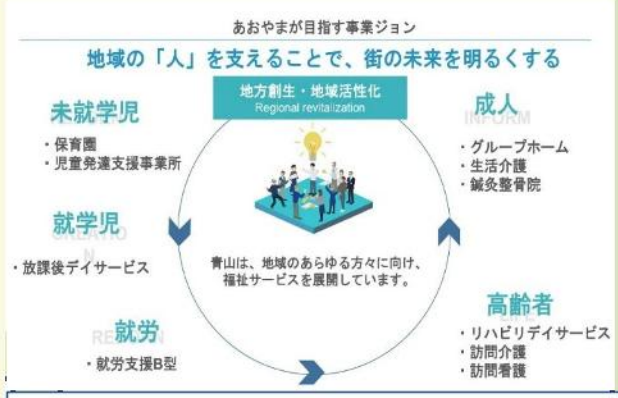 あおやまが目指す事業ジョン
地域の「人」を支えることで、街の未来を明るくする
地方創生・地域活性化
Regional revitalization
未就学児
・保育園
・児童発達支援事業所
就学児
CREATIO
N
・放課後デイサービス
就労
・就労支援B型
成人
INFORM
・グループホーム
・生活介護
・鍼灸整骨院
高齢者
LIFE
・リハビリデイサービス
・訪問介護
・訪問看護
青山は、地域のあらゆる方々に向け、
福祉サービスを展開しています。